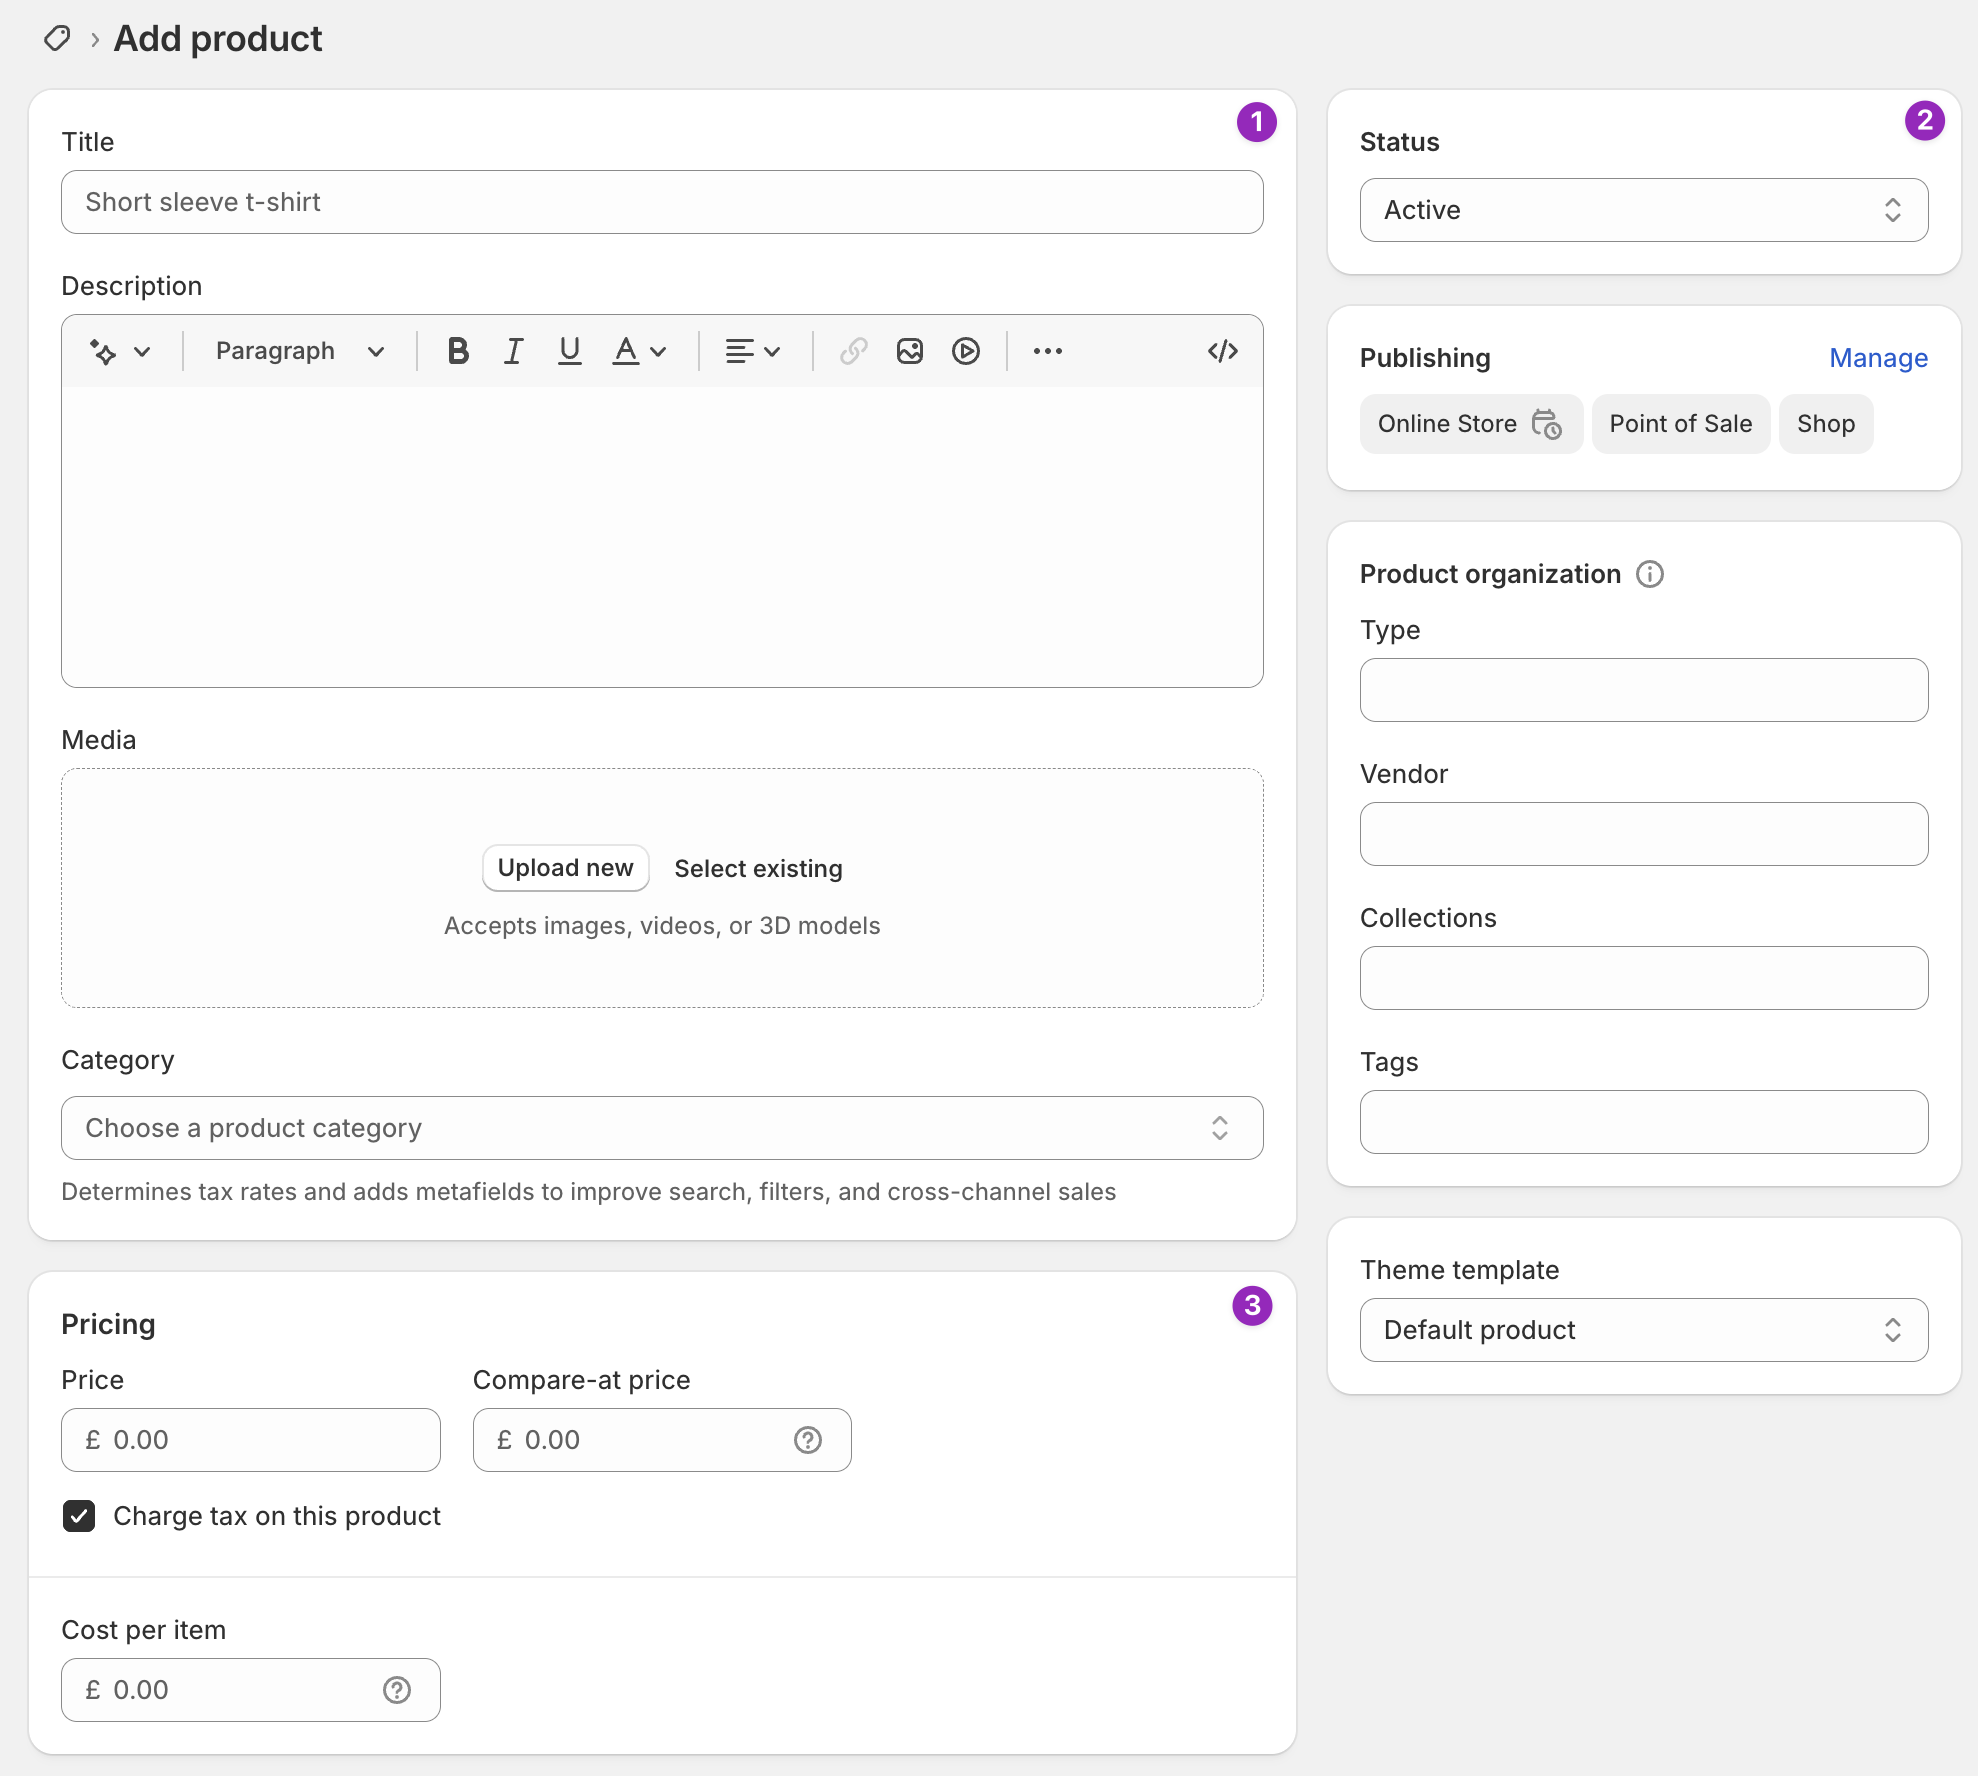 Add product
1
Title
Short sleeve t-shirt
Description
Paragraph
B I U A
Media
Upload new Select existing
Accepts images, videos, or 3D models
Category
Choose a product category
Determines tax rates and adds metafields to improve search, filters, and cross-channel sales
3
Pricing
Price Compare-at price
£ 0.00 £ 0.00
Charge tax on this product
Cost per item
£ 0.00
2
Status
Active
Publishing Manage
Online Store Point of Sale Shop
Product organization
Type
Vendor
Collections
Tags
Theme template
Default product